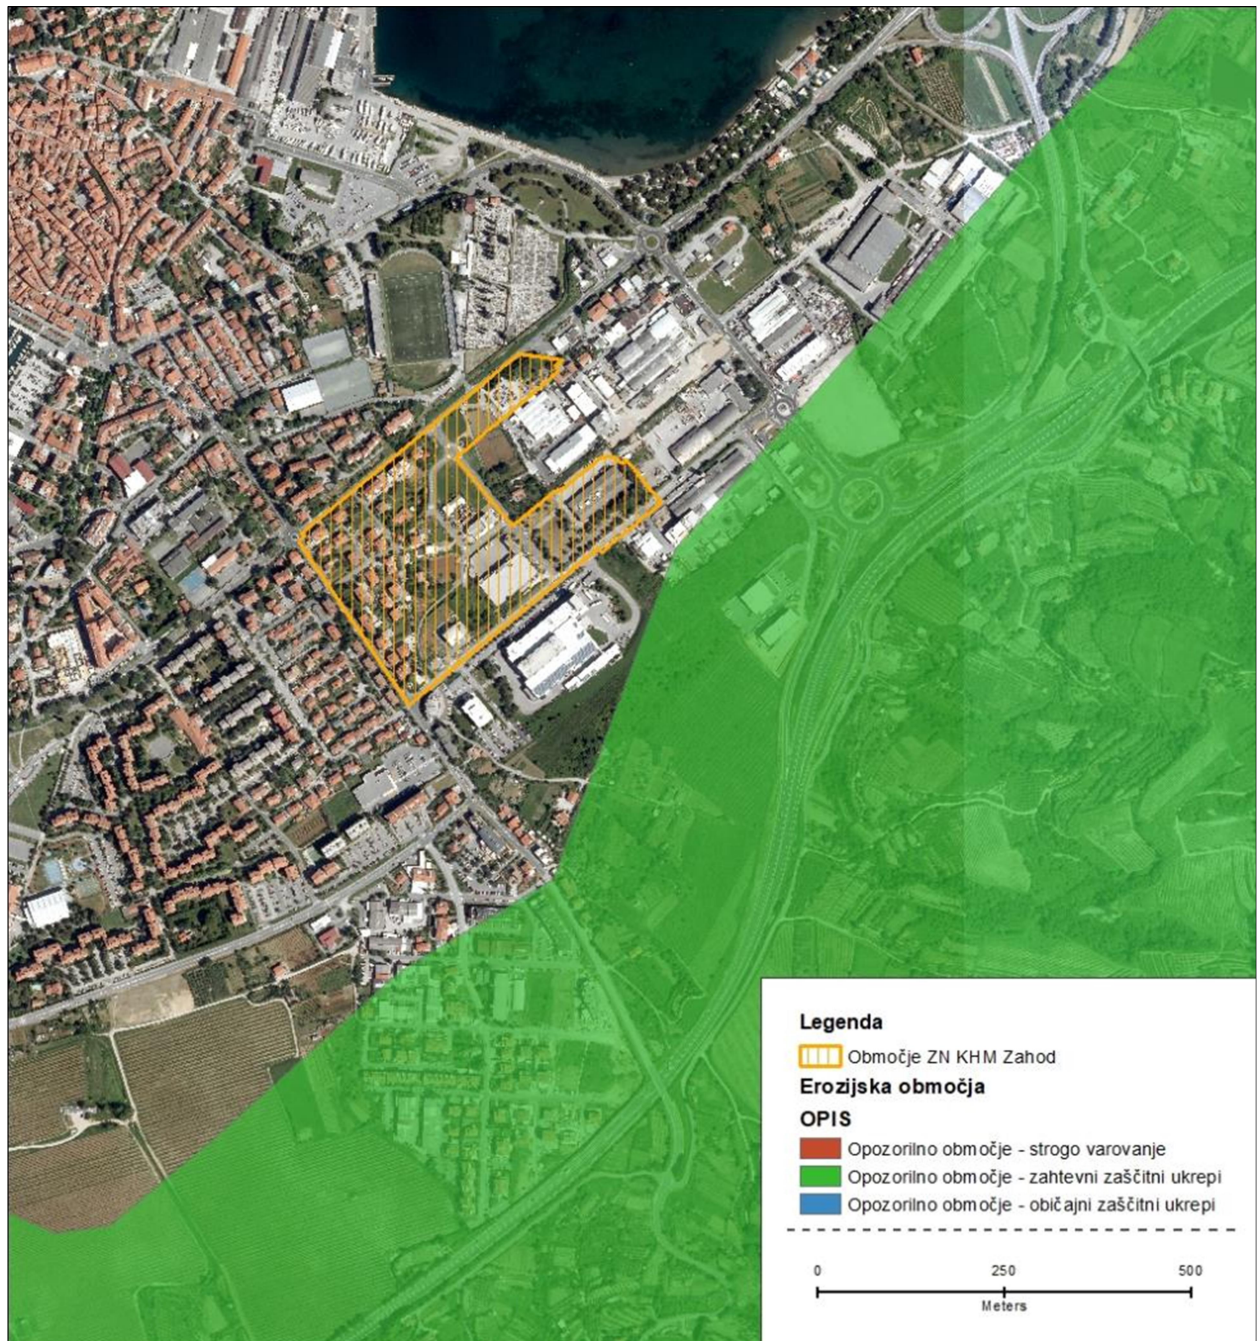 Legenda
Območje ZN KHM Zahod
Erozijska območja
OPIS
Opozorilno območje - strogo varovanje
Opozorilno območje - zahtevni zaščitni ukrepi
Opozorilno območje - običajni zaščitni ukrepi
0 250 500
Meters